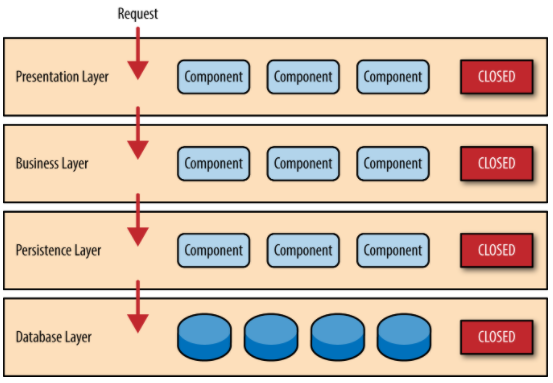 Request
Presentation Layer
Component
Component
Component
CLOSED
Business Layer
Component
Component
Component
CLOSED
Persistence Layer
Component
Component
Component
CLOSED
Database Layer
CLOSED